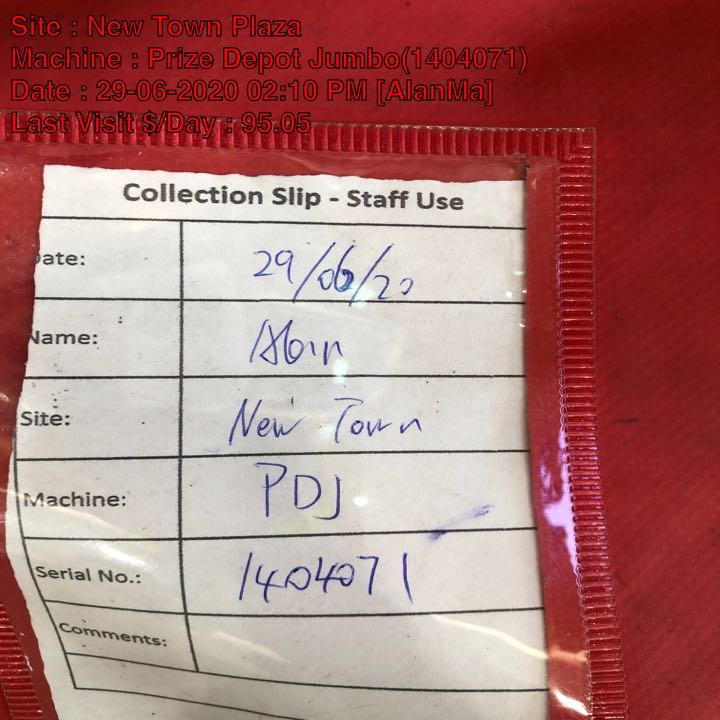 Site : New Town Plaza
Machine : Prize Depot Jumbo(1404071)
Date : 29-06-2020 02:10 PM [AlanMa]
Last Visit $/Day : 95.05
Collection Slip - Staff Use
Date: 29/06/20
Name: Alan
Site: New Town
Machine: PDJ
Serial No.: 1404071
Comments: